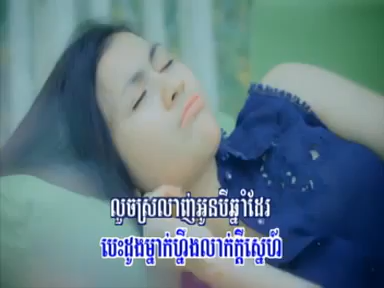 លួចស្រលាញ់អូនបីឆ្នាំដែរ
បេះដូងម្នាក់ហ្នឹងលាក់ក្ដីស្នេហ៍